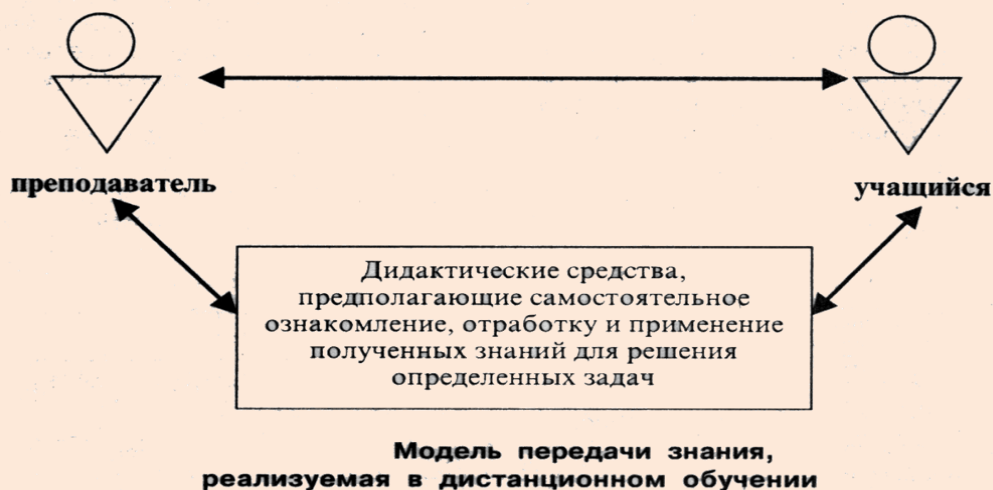 преподаватель
учащийся
Дидактические средства,
предполагающие самостоятельное
ознакомление, отработку и применение
полученных знаний для решения
определенных задач
Модель передачи знания,
реализуемая в дистанционном обучении